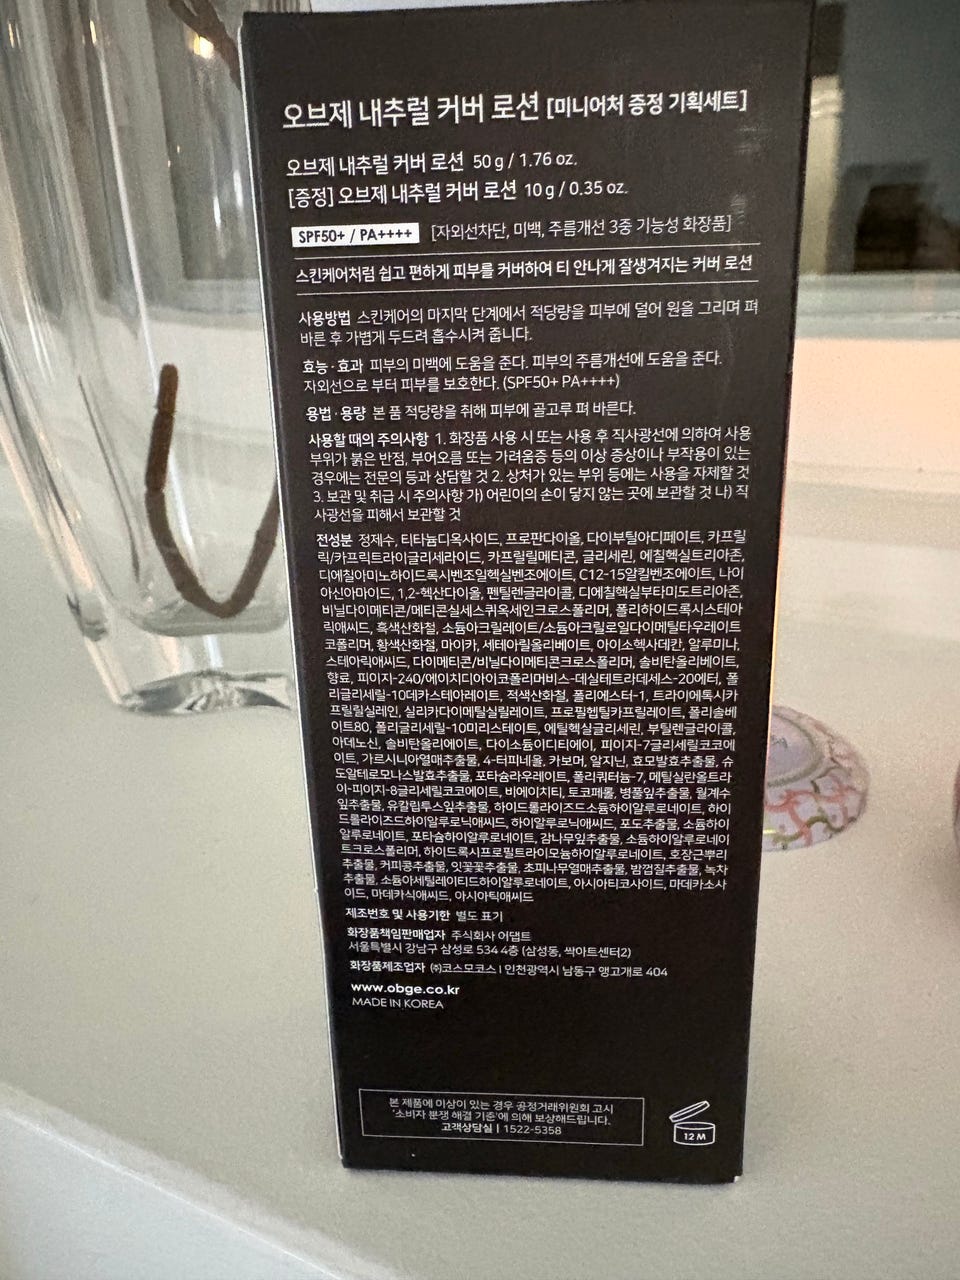 오브제 내추럴 커버 로션 [미니어처 증정 기획세트]
오브제 내추럴 커버 로션 50 g / 1.76 oz.
[증정] 오브제 내추럴 커버 로션 10 g / 0.35 oz.
SPF50+ / PA++++ [자외선차단, 미백, 주름개선 3중 기능성 화장품]
스킨케어처럼 쉽고 편하게 피부를 커버하여 티 안나게 잘생겨지는 커버 로션
사용방법 스킨케어의 마지막 단계에서 적당량을 피부에 덜어 원을 그리며 펴
바른 후 가볍게 두드려 흡수시켜 줍니다.
효능·효과 피부의 미백에 도움을 준다. 피부의 주름개선에 도움을 준다.
자외선으로 부터 피부를 보호한다. (SPF50+ PA++++)
용법·용량 본 품 적당량을 취해 피부에 골고루 펴 바른다.
사용할 때의 주의사항 1. 화장품 사용 시 또는 사용 후 직사광선에 의하여 사용
부위가 붉은 반점, 부어오름 또는 가려움증 등의 이상 증상이나 부작용이 있는
경우에는 전문의 등과 상담할 것 2. 상처가 있는 부위 등에는 사용을 자제할 것
3. 보관 및 취급 시 주의사항 가) 어린이의 손이 닿지 않는 곳에 보관할 것 나) 직
사광선을 피해서 보관할 것
전성분 정제수, 티타늄디옥사이드, 프로판다이올, 다이부틸아디페이트, 카프릴
릭/카프릭트라이글리세라이드, 카프릴릴메티콘, 글리세린, 에칠헥실트리아존,
디에칠아미노하이드록시벤조일헥실벤조에이트, C12-15알킬벤조에이트, 나이
아신아마이드, 1,2-헥산다이올, 펜틸렌글라이콜, 디에칠헥실부타미도트리아존,
비닐다이메티콘/메티콘실세스퀴옥세인크로스폴리머, 폴리하이드록시스테아
릭애씨드, 흑색산화철, 소듐아크릴레이트/소듐아크릴로일다이메틸타우레이트
코폴리머, 황색산화철, 마이카, 세테아릴올리베이트, 아이소헥사데칸, 알루미나,
스테아릭애씨드, 다이메티콘/비닐다이메티콘크로스폴리머, 솔비탄올리베이트,
향료, 피이지-240/에이치디아이코폴리머비스-데실테트라데세스-20에터, 폴
리글리세릴-10데카스테아레이트, 적색산화철, 폴리에스터-1, 트라이에톡시카
프릴릴실레인, 실리카다이메틸실릴레이트, 프로필헵틸카프릴레이트, 폴리솔베
이트80, 폴리글리세릴-10미리스테이트, 에틸헥실글리세린, 부틸렌글라이콜,
아데노신, 솔비탄올리에이트, 다이소듐이디티에이, 피이지-7글리세릴코코에
이트, 가르시니아열매추출물, 4-터피네올, 카보머, 알지닌, 효모발효추출물, 슈
도알테로모나스발효추출물, 포타슘라우레이트, 폴리쿼터늄-7, 메틸실란올트라
이-피이지-8글리세릴코코에이트, 비에이치티, 토코페롤, 병풀잎추출물, 월계수
잎추출물, 유칼립투스잎추출물, 하이드롤라이즈드소듐하이알루로네이트, 하이
드롤라이즈드하이알루로닉애씨드, 하이알루로닉애씨드, 포도추출물, 소듐하이
알루로네이트, 포타슘하이알루로네이트, 감나무잎추출물, 소듐하이알루로네이
트크로스폴리머, 하이드록시프로필트라이모늄하이알루로네이트, 호장근뿌리
추출물, 커피콩추출물, 잇꽃꽃추출물, 초피나무열매추출물, 밤껍질추출물, 녹차
추출물, 소듐아세틸레이티드하이알루로네이트, 아시아티코사이드, 마데카소사
이드, 마데카식애씨드, 아시아틱애씨드
제조번호 및 사용기한 별도 표기
화장품책임판매업자 주식회사 이댑트
서울특별시 강남구 삼성로 534 4층 (삼성동, 싹아트센터2)
화장품제조업자 ㈜코스모코스 | 인천광역시 남동구 앵고개로 404
www.obge.co.kr
MADE IN KOREA
본 제품에 이상이 있는 경우 공정거래위원회 고시
'소비자 분쟁 해결 기준'에 의해 보상해드립니다.
고객상담실 | 1522-5358
12 M